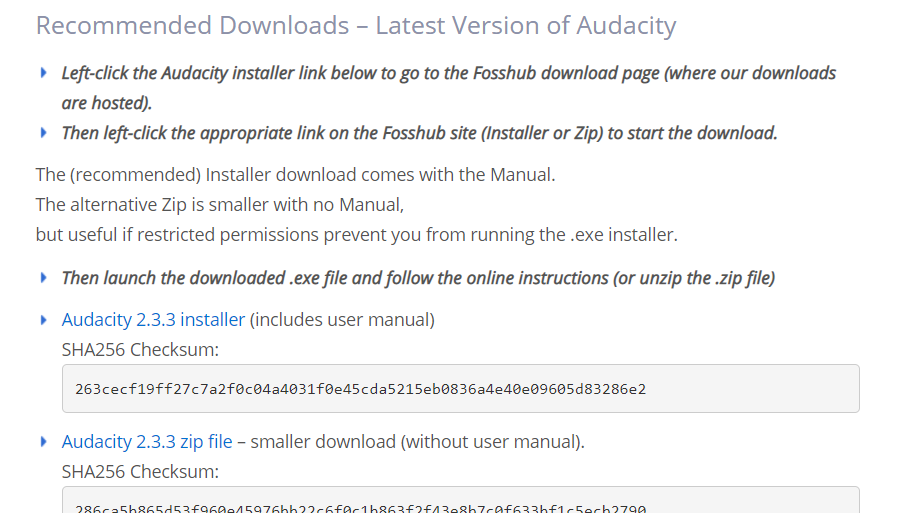 Recommended Downloads – Latest Version of Audacity
Left-click the Audacity installer link below to go to the Fosshub download page (where our downloads
are hosted).
Then left-click the appropriate link on the Fosshub site (Installer or Zip) to start the download.
The (recommended) Installer download comes with the Manual.
The alternative Zip is smaller with no Manual,
but useful if restricted permissions prevent you from running the .exe installer.
Then launch the downloaded .exe file and follow the online instructions (or unzip the .zip file)
Audacity 2.3.3 installer (includes user manual)
SHA256 Checksum:
263cecf19ff27c7a2f0c04a4031f0e45cda5215eb0836a4e40e09605d83286e2
Audacity 2.3.3 zip file – smaller download (without user manual).
SHA256 Checksum: